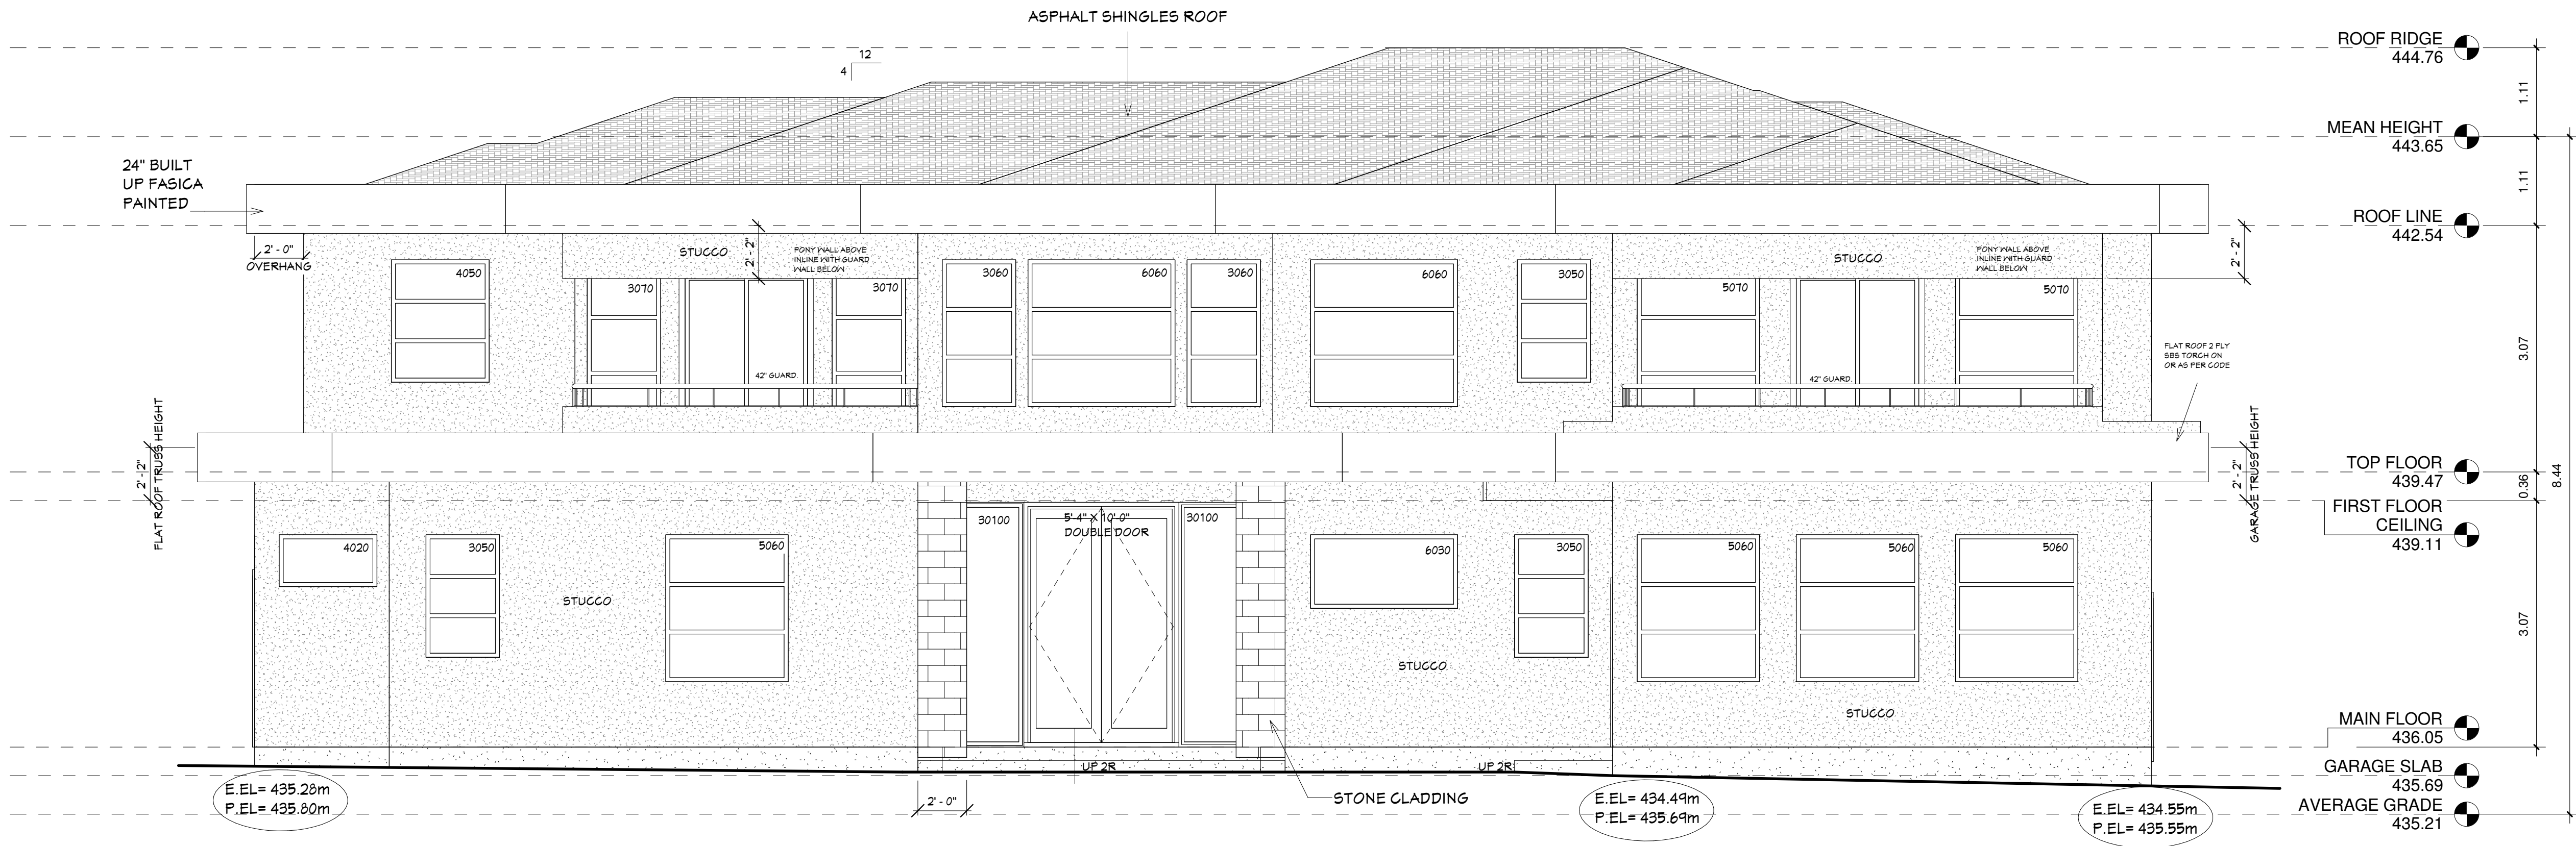 ASPHALT SHINGLES ROOF
12
4
24" BUILT
UP FASICA
PAINTED
2' - 0"
OVERHANG
STUCCO
2' - 2"
PONY WALL ABOVE
INLINE WITH GUARD
WALL BELOW
STUCCO
PONY WALL ABOVE
INLINE WITH GUARD
WALL BELOW
2' - 2"
4050
3070
3070
3060
6060
3060
6060
3050
5070
5070
42" GUARD.
42" GUARD.
FLAT ROOF 2 PLY
SBS TORCH ON
OR AS PER CODE
2' - 2"
FLAT ROOF TRUSS HEIGHT
2' - 2"
GARAGE TRUSS HEIGHT
4020
3050
5060
30100
5'-4" X 10'-0"
DOUBLE DOOR
30100
6030
3050
5060
5060
5060
STUCCO
STUCCO
STUCCO
UP 2R
UP 2R
2' - 0"
STONE CLADDING
E.EL= 435.28m
P.EL= 435.80m
E.EL= 434.49m
P.EL= 435.69m
E.EL= 434.55m
P.EL= 435.55m
ROOF RIDGE
444.76
MEAN HEIGHT
443.65
ROOF LINE
442.54
TOP FLOOR
439.47
FIRST FLOOR
CEILING
439.11
MAIN FLOOR
436.05
GARAGE SLAB
435.69
AVERAGE GRADE
435.21
1.11
1.11
3.07
0.36
3.07
8.44